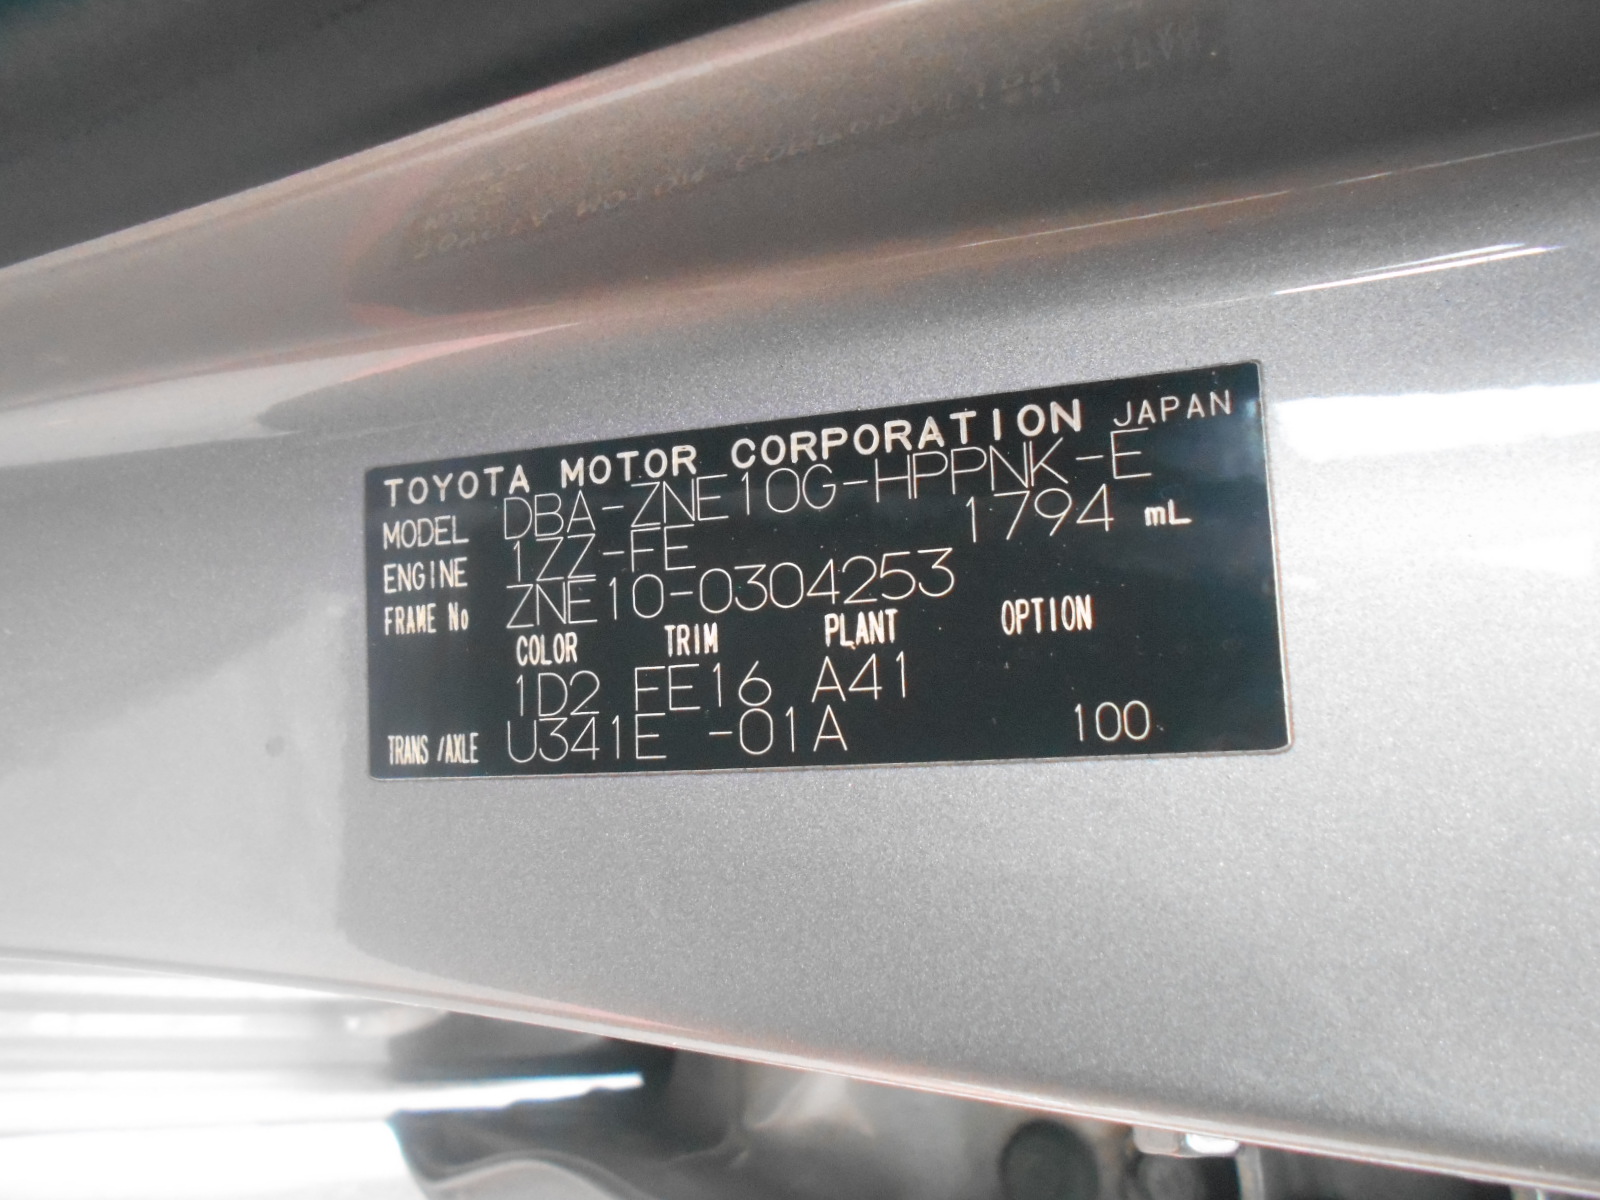 TOYOTA MOTOR CORPORATION JAPAN
MODEL DBA-ZNE10G-HPPNK-E
ENGINE 1ZZ-FE 1794 mL
FRAME No ZNE10-0304253
COLOR TRIM PLANT OPTION
1D2 FE16 A41
TRANS/AXLE U341E -01A 100